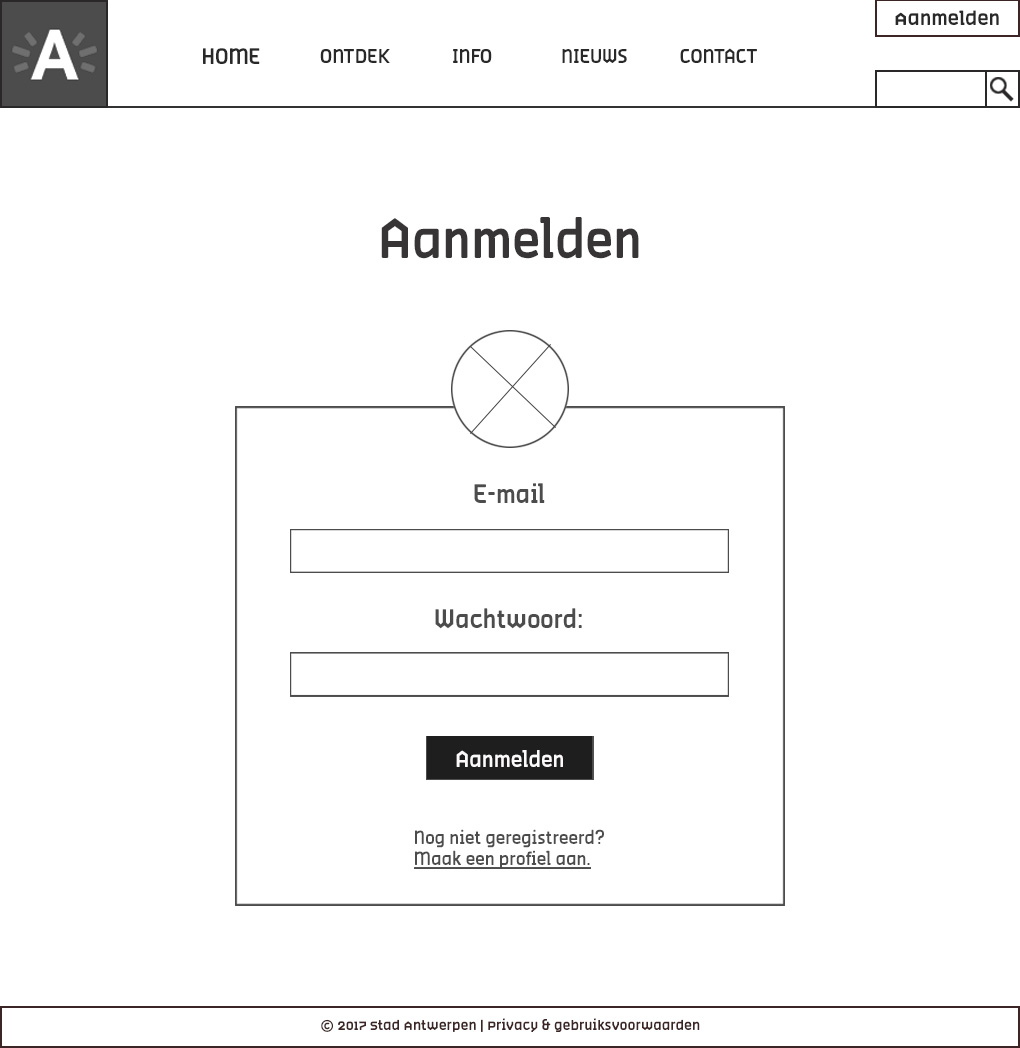 A
Aanmelden
HOME ONTDEK INFO NIEUWS CONTACT
Aanmelden
E-mail
Wachtwoord:
Aanmelden
Nog niet geregistreerd?
Maak een profiel aan.
© 2017 Stad Antwerpen | Privacy & gebruiksvoorwaarden